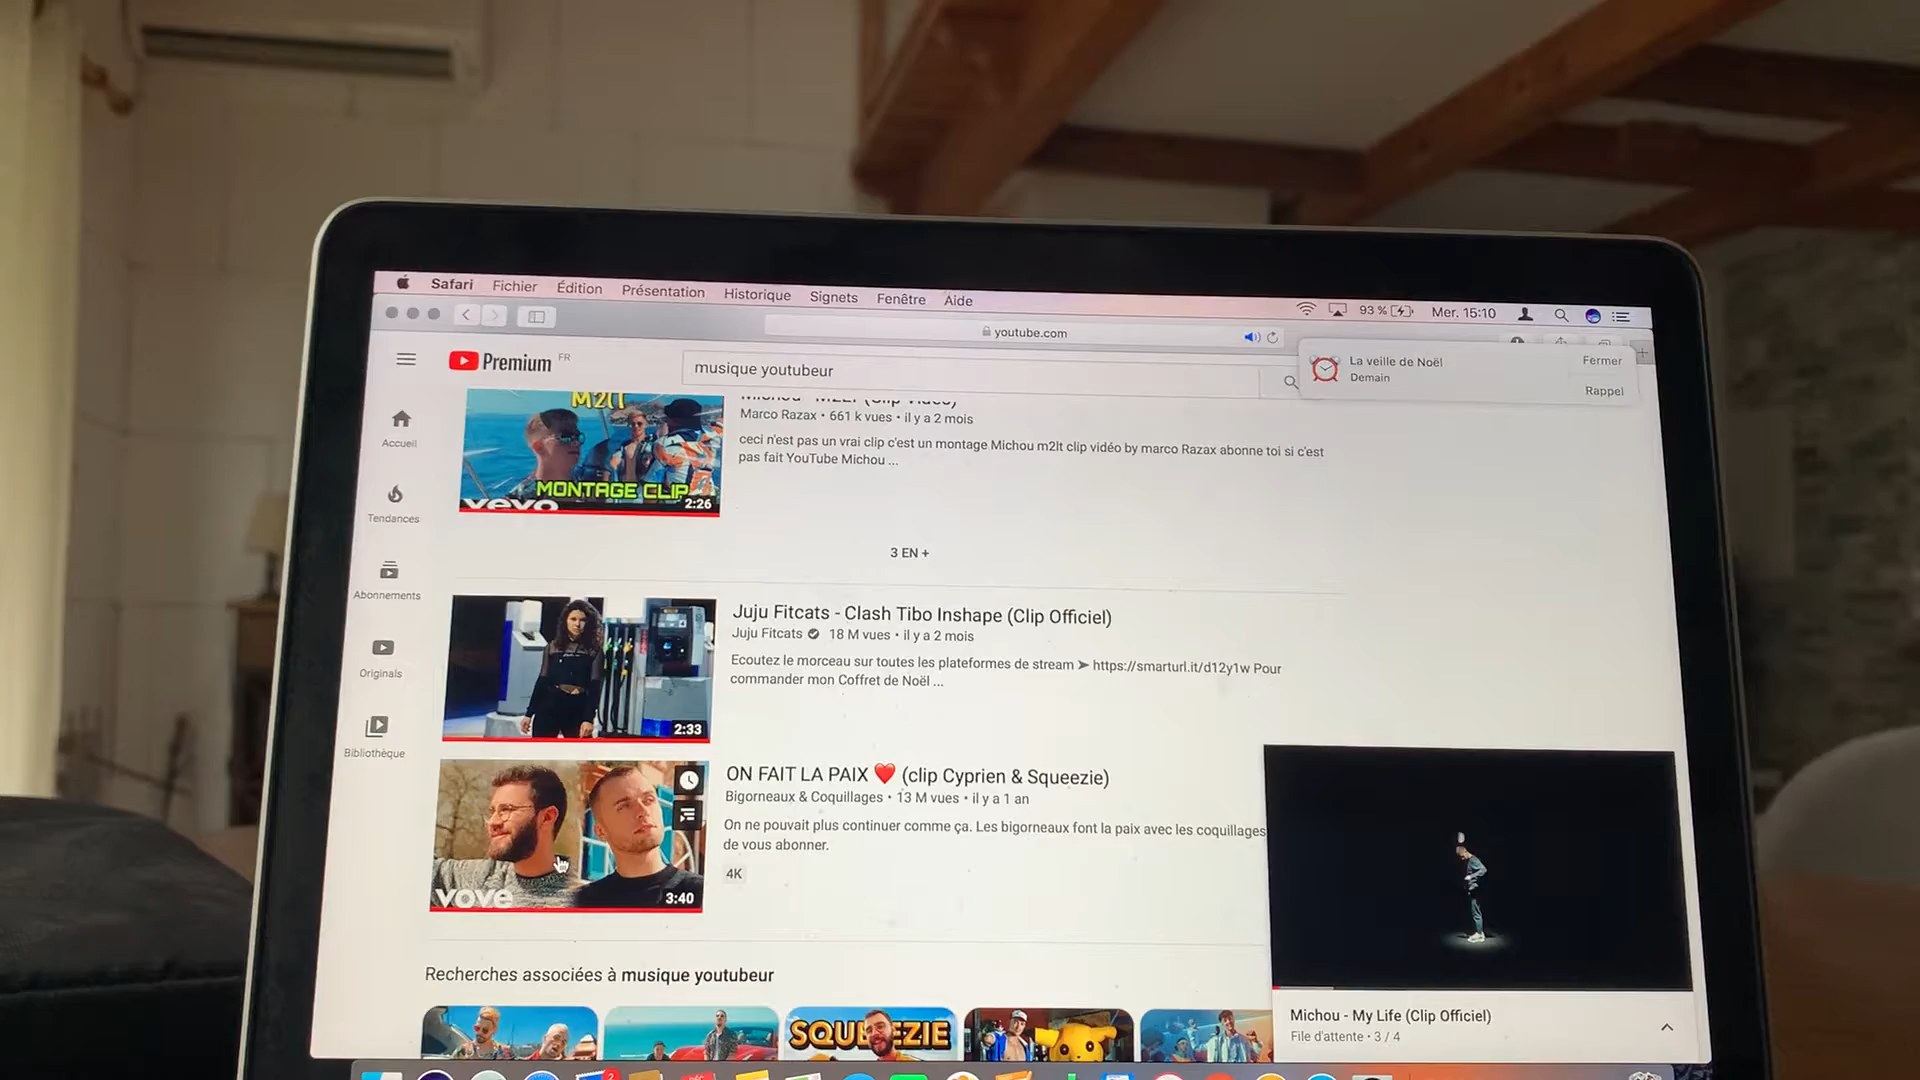 Safari Fichier Édition Présentation Historique Signets Fenêtre Aide
93 % Mer. 15:10
youtube.com
Premium FR
musique youtubeur
La veille de Noël
Demain
Fermer
Rappel
Accueil
Tendances
Abonnements
Originals
Bibliothèque
M2LT
MONTAGE CLIP
vevo
2:26
Marco Razax • 661 k vues • il y a 2 mois
ceci n'est pas un vrai clip c'est un montage Michou m2lt clip vidéo by marco Razax abonne toi si c'est
pas fait YouTube Michou ...
3 EN +
2:33
Juju Fitcats - Clash Tibo Inshape (Clip Officiel)
Juju Fitcats 18 M vues • il y a 2 mois
Ecoutez le morceau sur toutes les plateformes de stream ➤ https://smarturl.it/d12y1w Pour
commander mon Coffret de Noël ...
vove
3:40
ON FAIT LA PAIX ❤️ (clip Cyprien & Squeezie)
Bigorneaux & Coquillages • 13 M vues • il y a 1 an
On ne pouvait plus continuer comme ça. Les bigorneaux font la paix avec les coquillages
de vous abonner.
4K
Recherches associées à musique youtubeur
SQUEEZIE
Michou - My Life (Clip Officiel)
File d'attente • 3 / 4
2